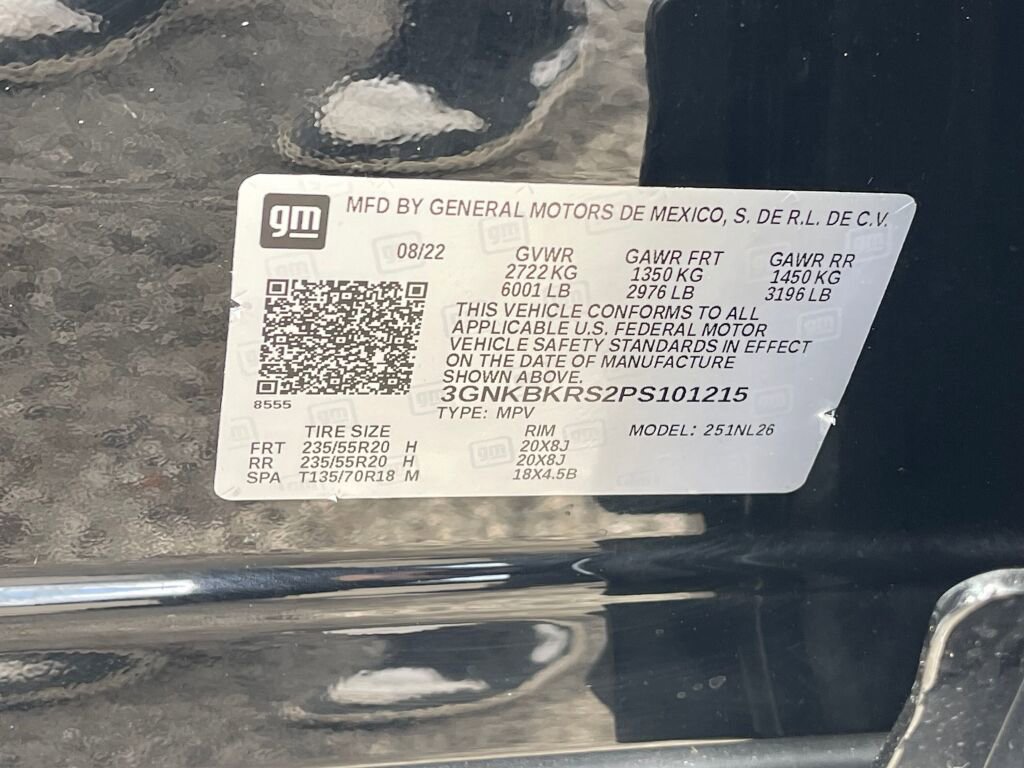 gm
MFD BY GENERAL MOTORS DE MEXICO, S. DE R.L. DE C.V.
08/22 GVWR GAWR FRT GAWR RR
2722 KG 1350 KG 1450 KG
6001 LB 2976 LB 3196 LB
THIS VEHICLE CONFORMS TO ALL
APPLICABLE U.S. FEDERAL MOTOR
VEHICLE SAFETY STANDARDS IN EFFECT
ON THE DATE OF MANUFACTURE
SHOWN ABOVE.
8555
3GNKBKRS2PS101215
TYPE: MPV
TIRE SIZE RIM MODEL: 251NL26
FRT 235/55R20 H 20X8J
RR 235/55R20 H 20X8J
SPA T135/70R18 M 18X4.5B